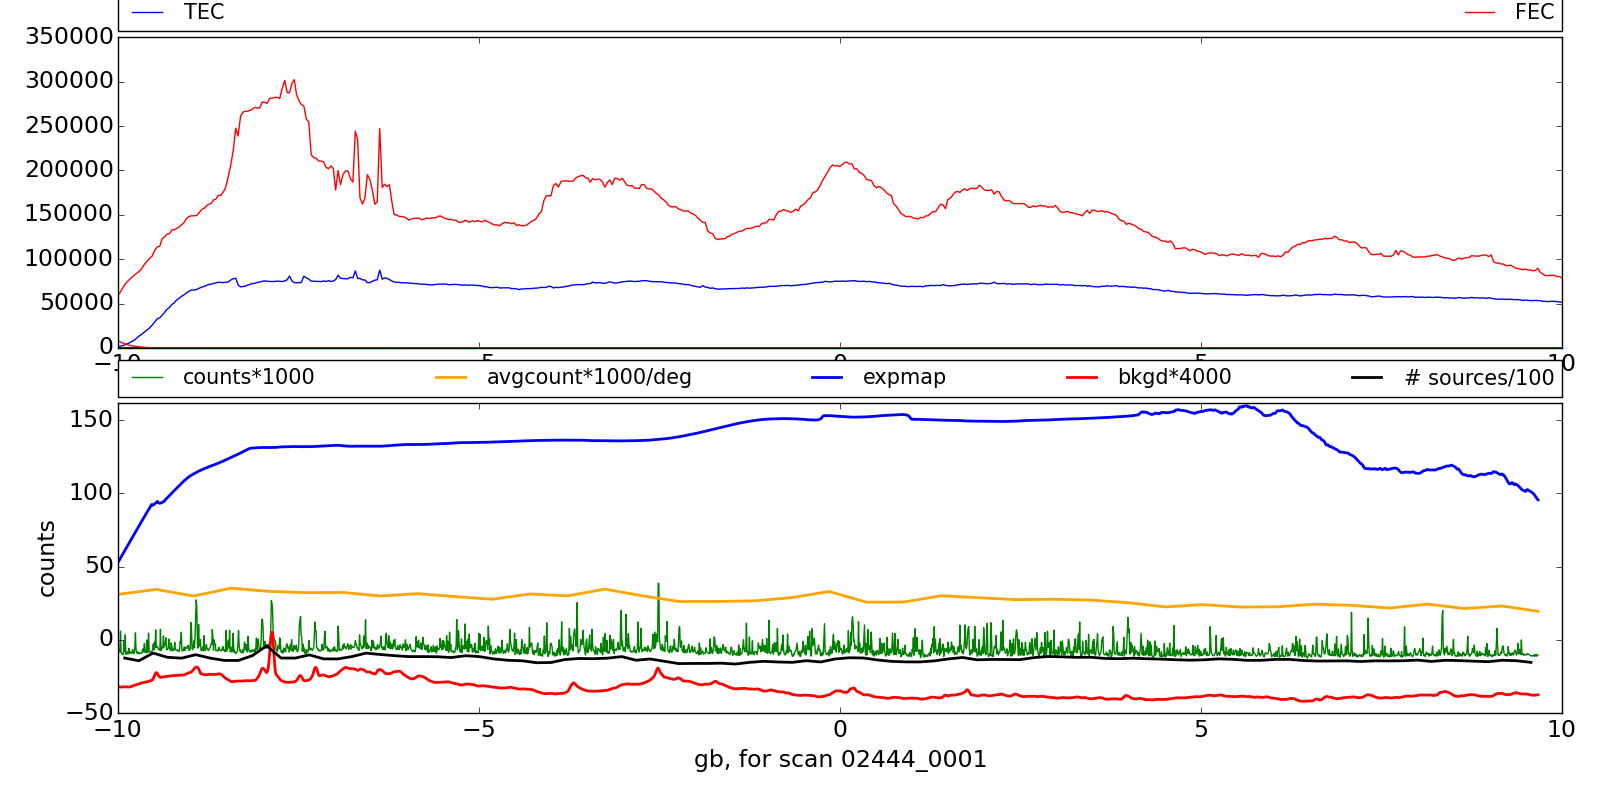 TEC FEC
350000
300000
250000
200000
150000
100000
50000
0
−10 −5 0 5 10
counts*1000 avgcount*1000/deg expmap bkgd*4000 # sources/100
150
100
50
0
−50
counts
−10 −5 0 5 10
gb, for scan 02444_0001